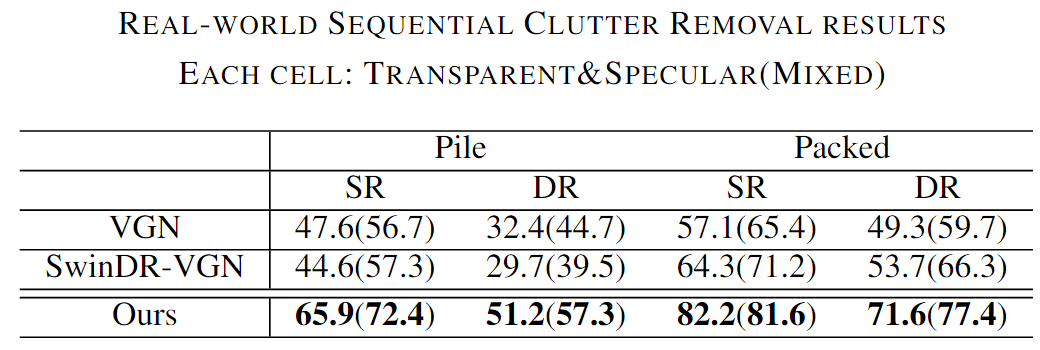 REAL-WORLD SEQUENTIAL CLUTTER REMOVAL RESULTS
EACH CELL: TRANSPARENT&SPECULAR(MIXED)
Pile Packed
SR DR SR DR
VGN 47.6(56.7) 32.4(44.7) 57.1(65.4) 49.3(59.7)
SwinDR-VGN 44.6(57.3) 29.7(39.5) 64.3(71.2) 53.7(66.3)
Ours 65.9(72.4) 51.2(57.3) 82.2(81.6) 71.6(77.4)